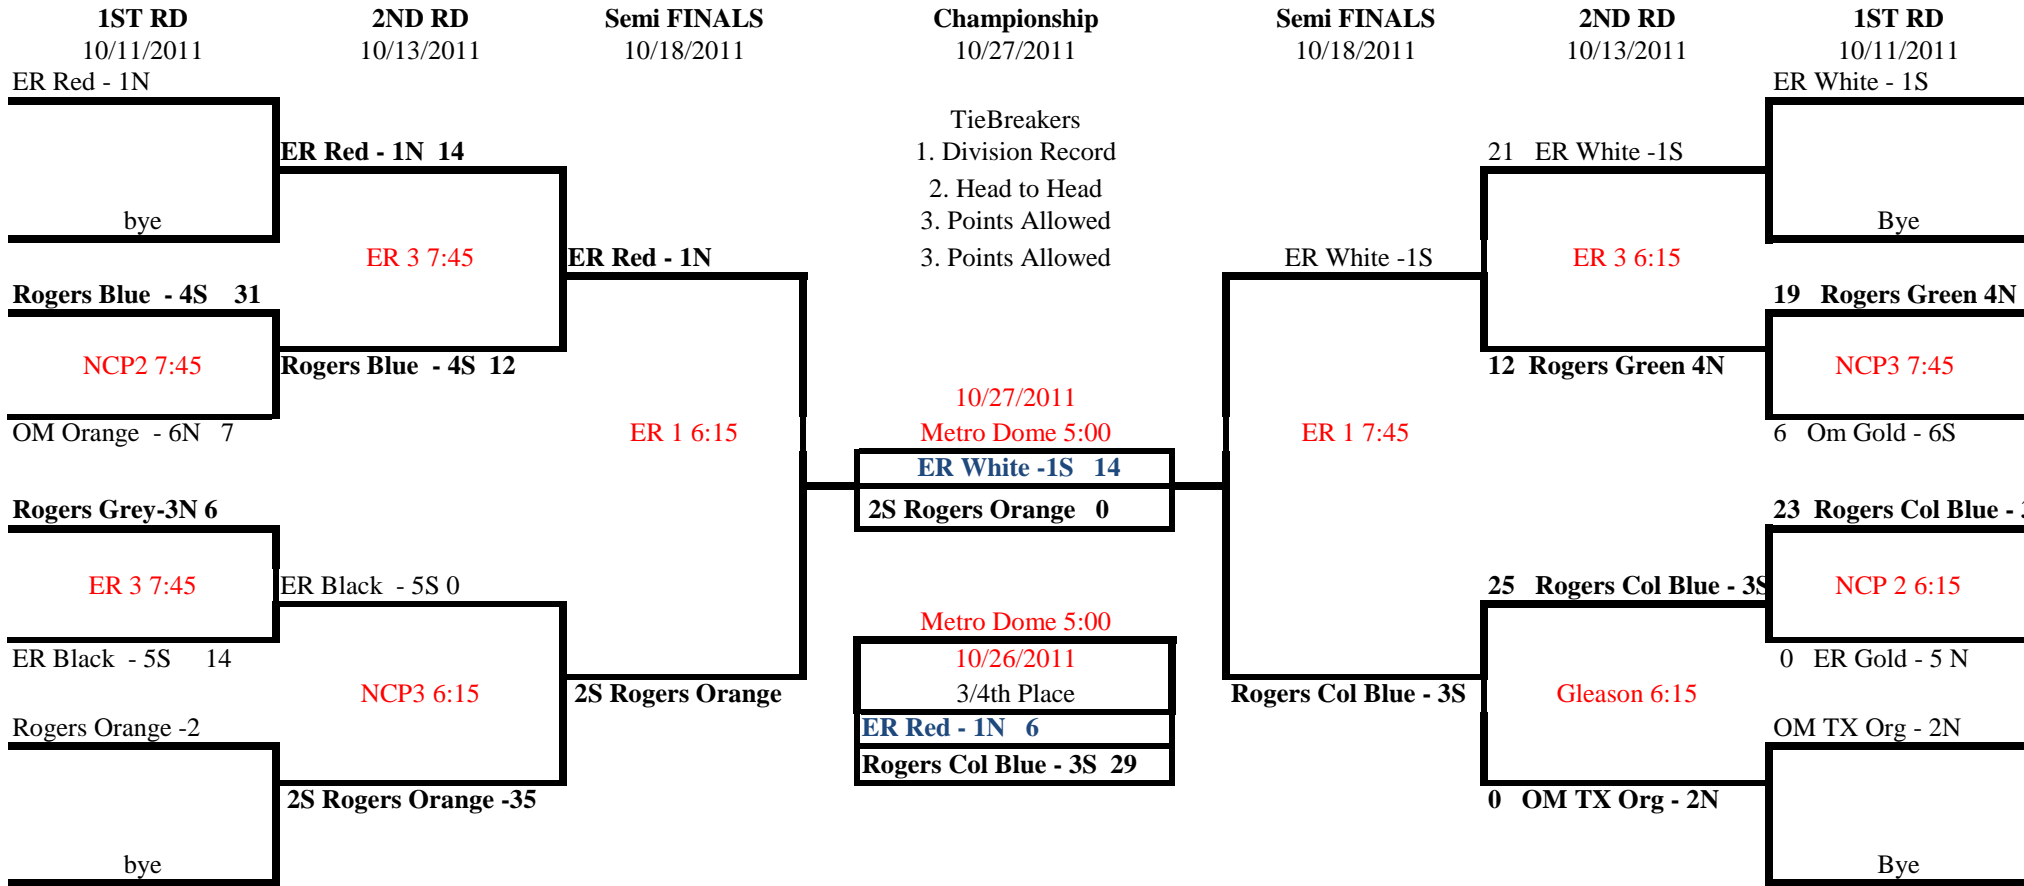 1ST RD 2ND RD Semi FINALS Championship Semi FINALS 2ND RD 1ST RD
10/11/2011 10/13/2011 10/18/2011 10/27/2011 10/18/2011 10/13/2011 10/11/2011
ER Red - 1N ER White - 1S
TieBreakers
ER Red - 1N 14 1. Division Record 21 ER White -1S
2. Head to Head
bye 3. Points Allowed Bye
ER 3 7:45 ER Red - 1N 3. Points Allowed ER White -1S ER 3 6:15
Rogers Blue - 4S 31 19 Rogers Green 4N
NCP2 7:45 Rogers Blue - 4S 12 12 Rogers Green 4N NCP3 7:45
10/27/2011
OM Orange - 6N 7 ER 1 6:15 Metro Dome 5:00 ER 1 7:45 6 Om Gold - 6S
ER White -1S 14
Rogers Grey-3N 6 2S Rogers Orange 0 23 Rogers Col Blue -
ER 3 7:45 ER Black - 5S 0 25 Rogers Col Blue - 3S NCP 2 6:15
Metro Dome 5:00
ER Black - 5S 14 10/26/2011 0 ER Gold - 5 N
NCP3 6:15 2S Rogers Orange 3/4th Place Rogers Col Blue - 3S Gleason 6:15
Rogers Orange -2 ER Red - 1N 6 OM TX Org - 2N
Rogers Col Blue - 3S 29
2S Rogers Orange -35 0 OM TX Org - 2N
bye Bye